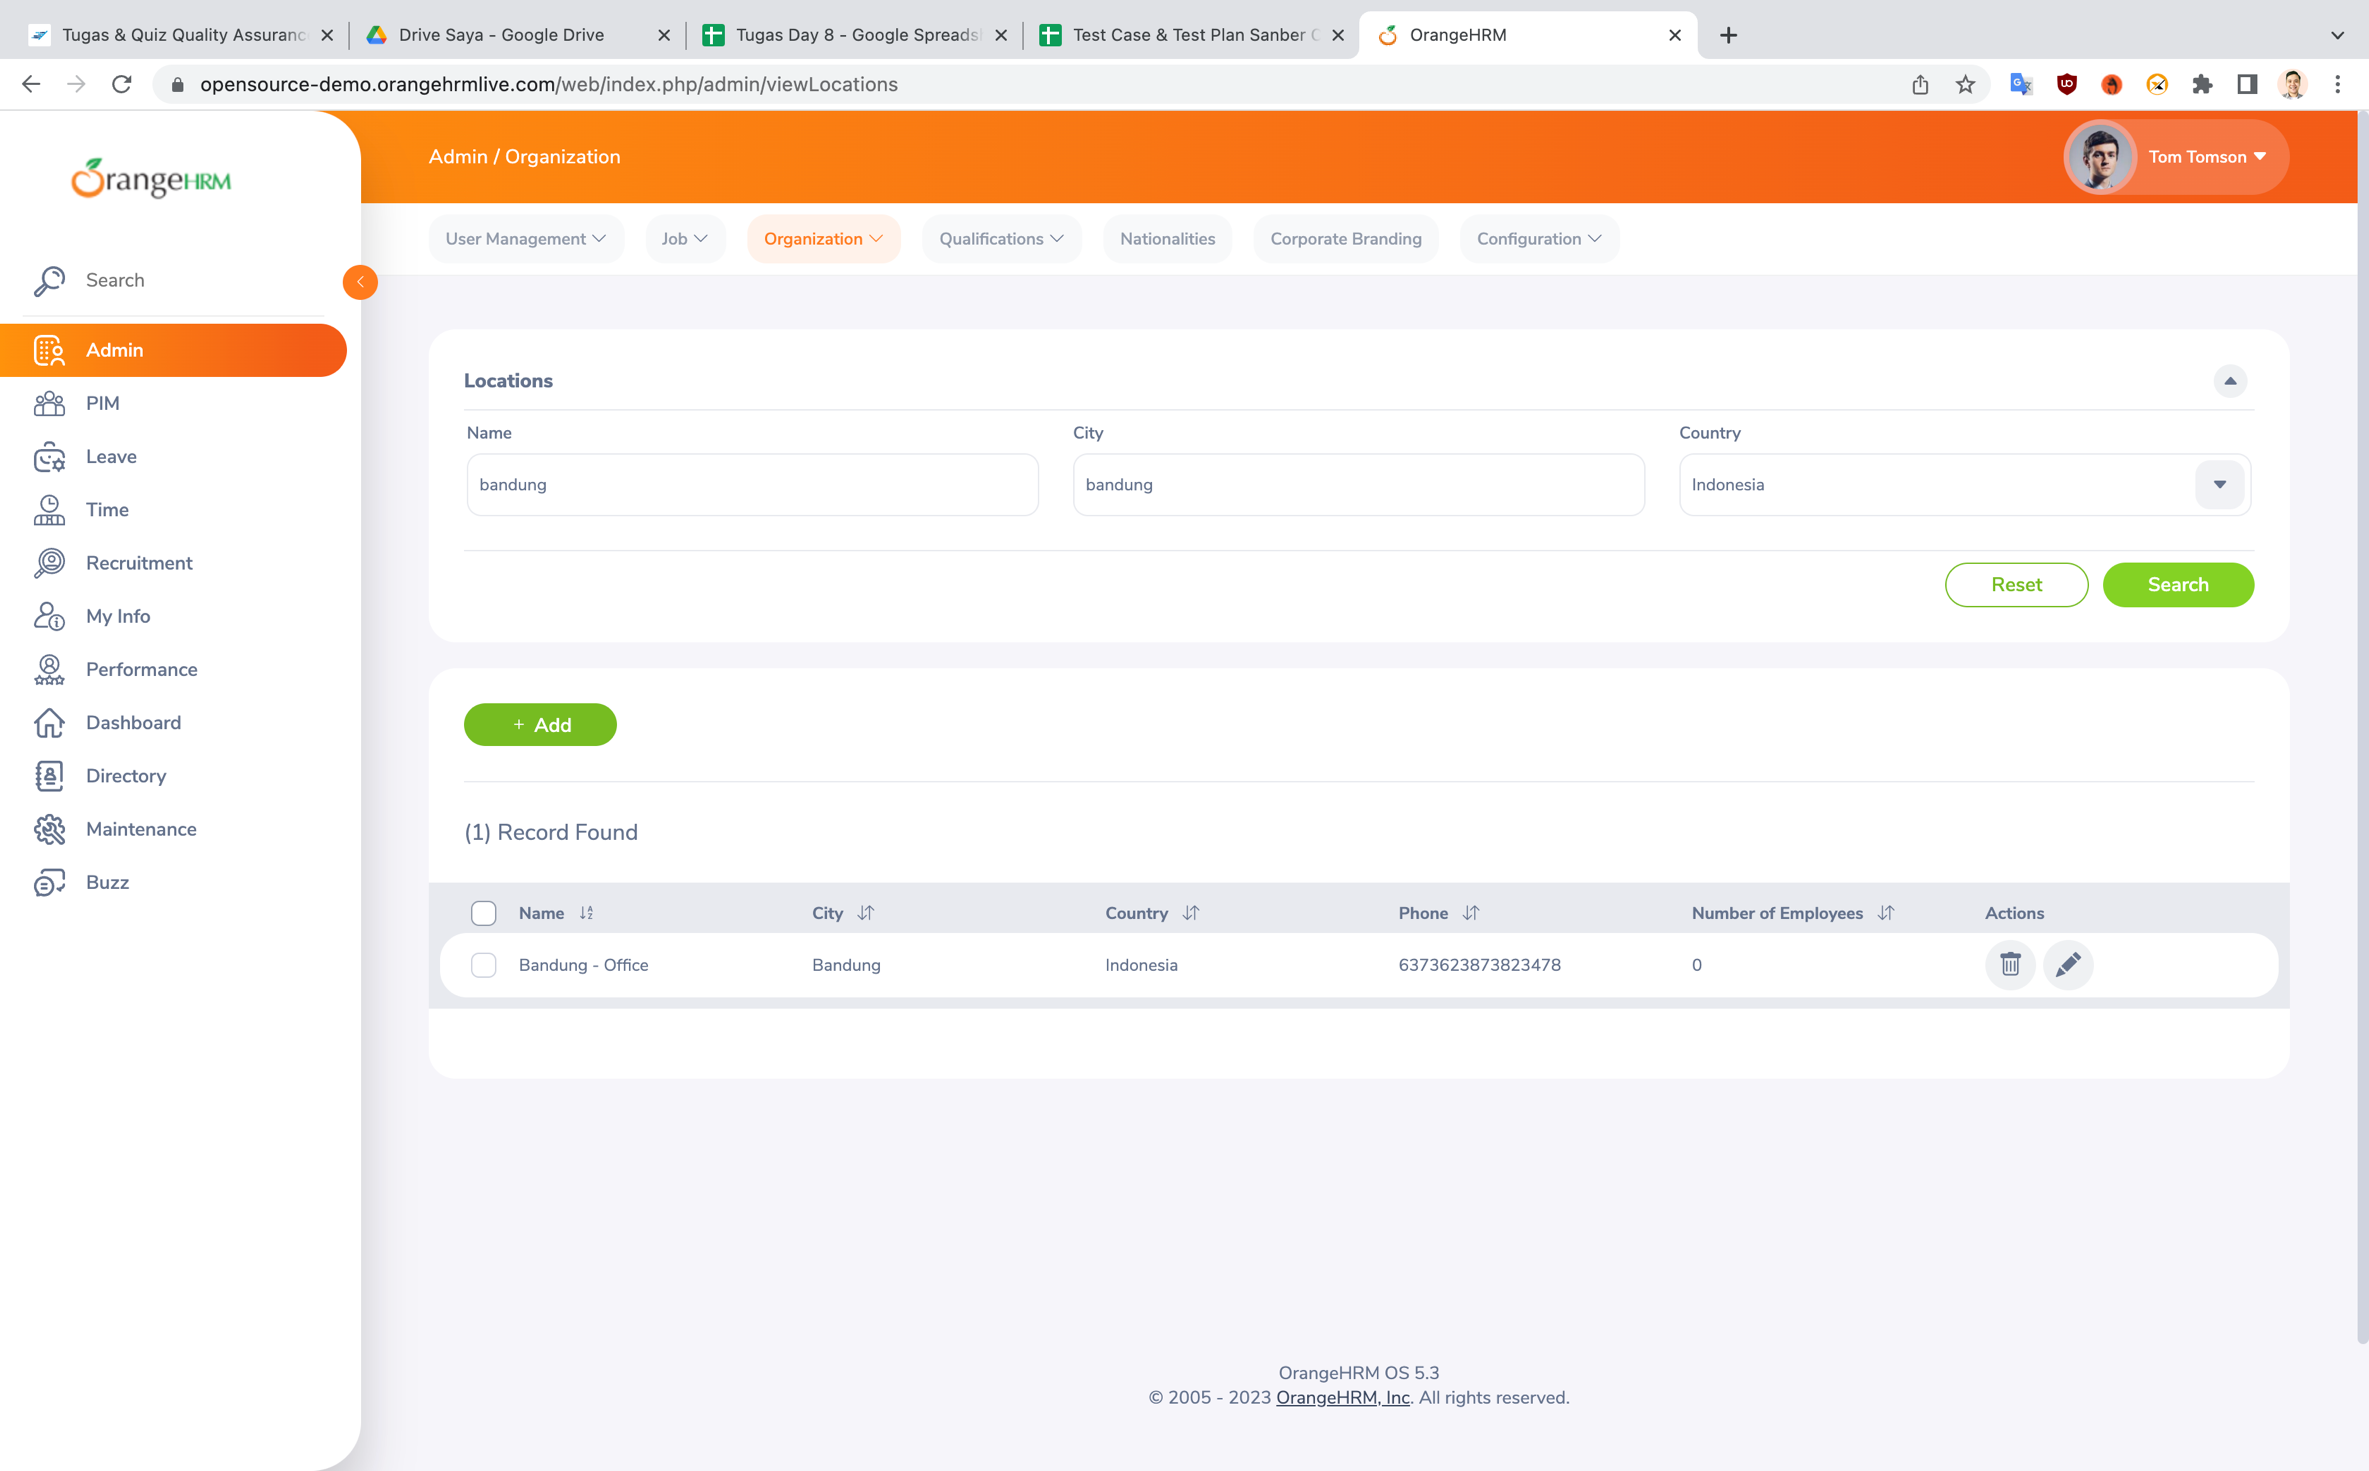 Tugas & Quiz Quality Assuranc
Drive Saya - Google Drive
Tugas Day 8 - Google Spreads
Test Case & Test Plan Sanber C
OrangeHRM
opensource-demo.orangehrmlive.com/web/index.php/admin/viewLocations
OrangeHRM
Admin / Organization
Tom Tomson
User Management
Job
Organization
Qualifications
Nationalities
Corporate Branding
Configuration
Search
Admin
PIM
Leave
Time
Recruitment
My Info
Performance
Dashboard
Directory
Maintenance
Buzz
Locations
Name
City
Country
bandung
bandung
Indonesia
Reset
Search
+ Add
(1) Record Found
Name
City
Country
Phone
Number of Employees
Actions
Bandung - Office
Bandung
Indonesia
6373623873823478
0
OrangeHRM OS 5.3
© 2005 - 2023 OrangeHRM, Inc. All rights reserved.